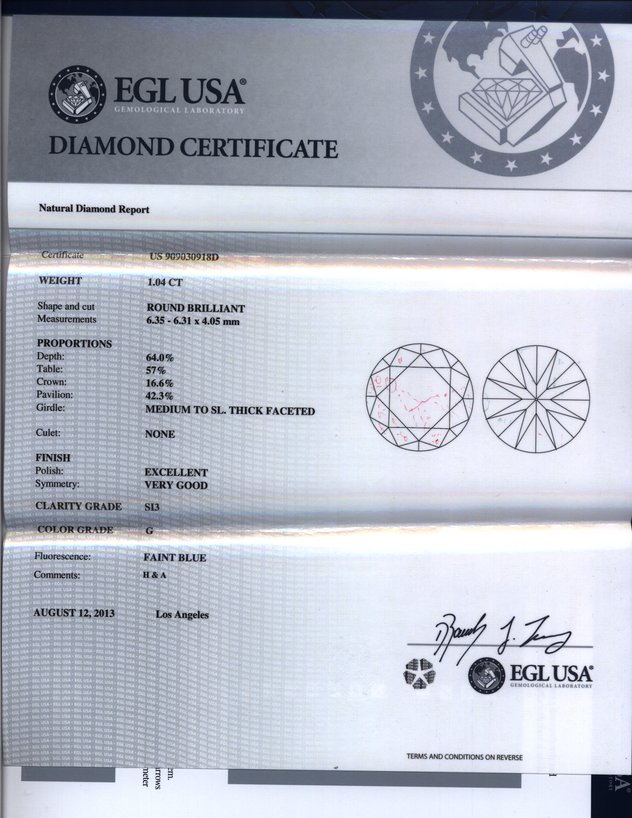 EGL USA®
GEMOLOGICAL LABORATORY
DIAMOND CERTIFICATE
Natural Diamond Report
Certificate US 909030918D
WEIGHT 1.04 CT
Shape and cut ROUND BRILLIANT
Measurements 6.35 - 6.31 x 4.05 mm
PROPORTIONS
Depth: 64.0%
Table: 57%
Crown: 16.6%
Pavilion: 42.3%
Girdle: MEDIUM TO SL. THICK FACETED
Culet: NONE
FINISH
Polish: EXCELLENT
Symmetry: VERY GOOD
CLARITY GRADE SI3
COLOR GRADE G
Fluorescence: FAINT BLUE
Comments: H & A
AUGUST 12, 2013 Los Angeles
EGL USA®
GEMOLOGICAL LABORATORY
TERMS AND CONDITIONS ON REVERSE